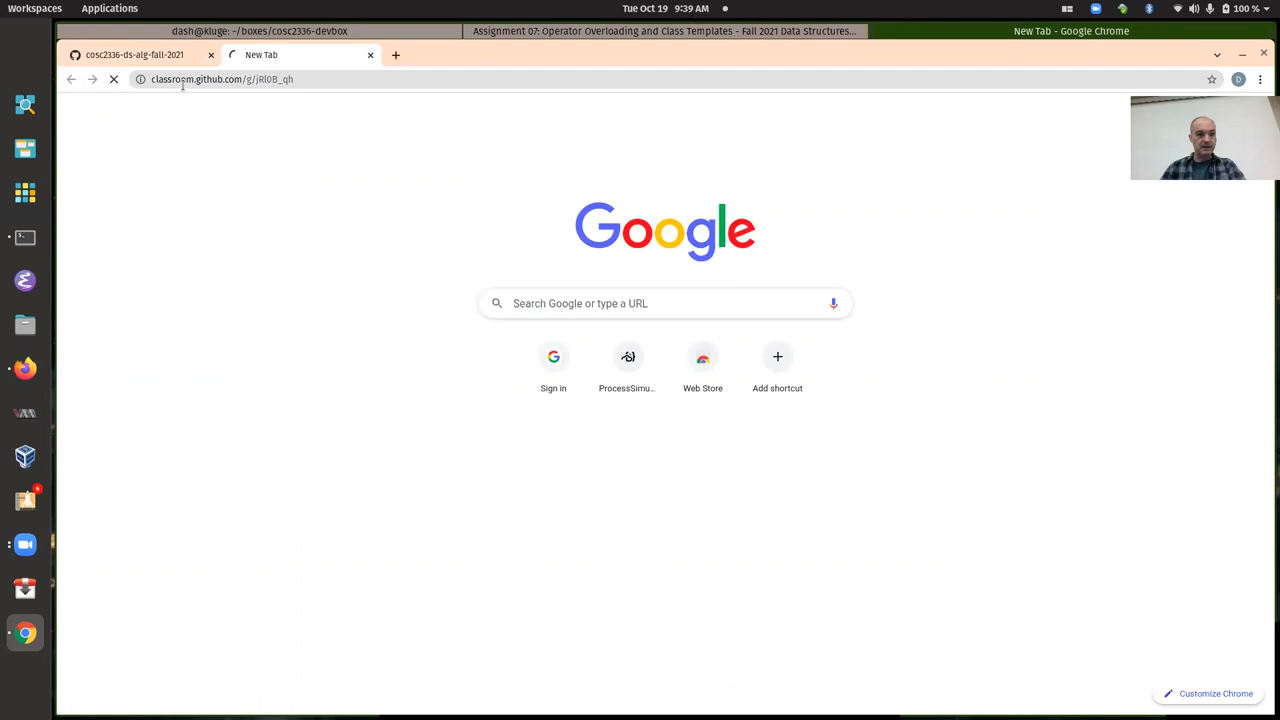 Workspaces Applications Tue Oct 19 9:39 AM 100 %
dash@kluge: ~/boxes/cosc2336-devbox Assignment 07: Operator Overloading and Class Templates - Fall 2021 Data Structures... New Tab - Google Chrome
cosc2336-ds-alg-fall-2021 New Tab
classroom.github.com/g/jRl0B_qh
D
Google
Search Google or type a URL
Sign in ProcessSimu... Web Store Add shortcut
6
Customize Chrome